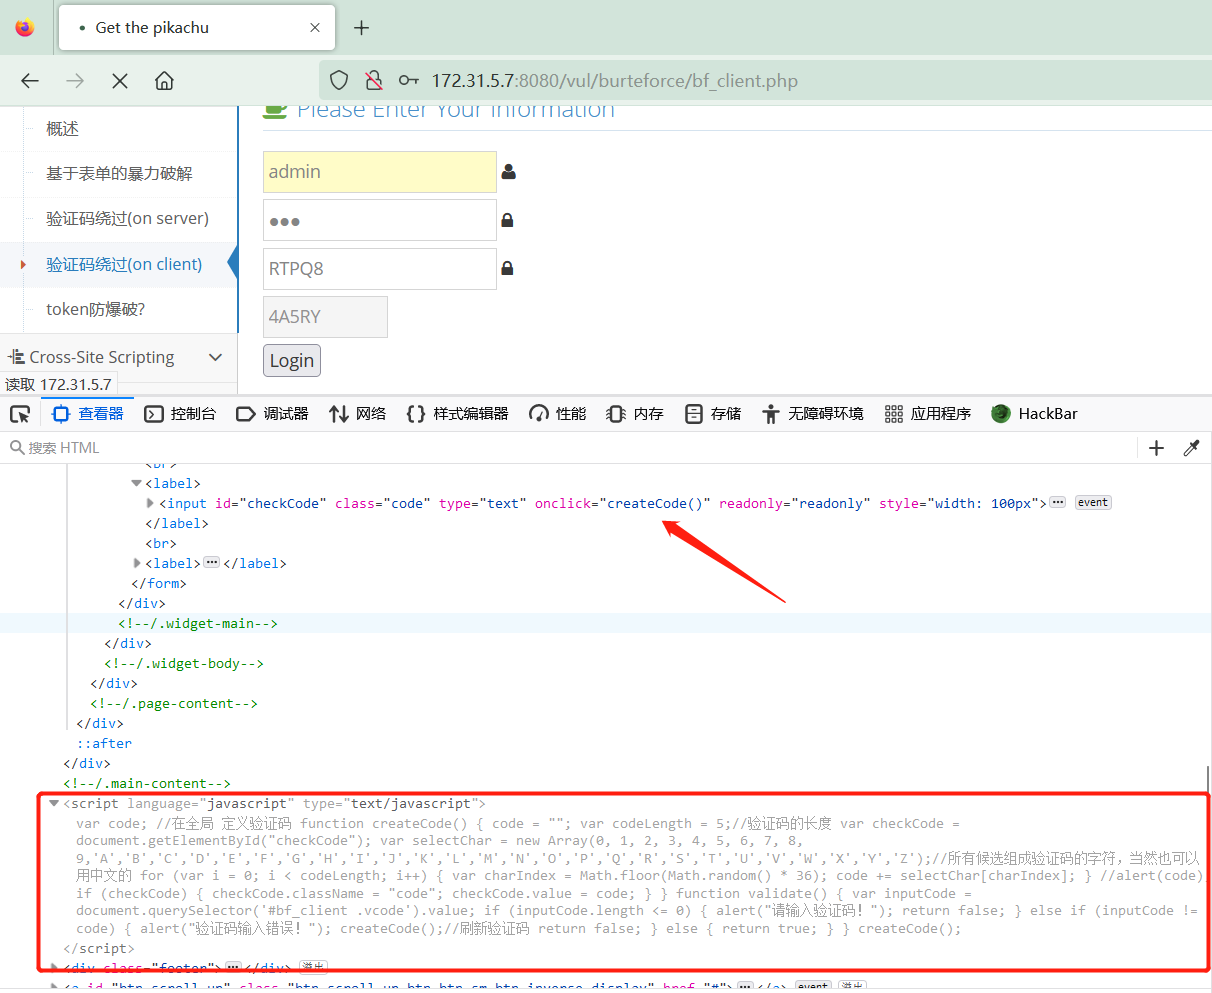 Get the pikachu
172.31.5.7:8080/vul/burteforce/bf_client.php
Please Enter Your Information
概述
基于表单的暴力破解
验证码绕过(on server)
验证码绕过(on client)
token防爆破?
Cross-Site Scripting
读取 172.31.5.7
admin
RTPQ8
4A5RY
Login
查看器 控制台 调试器 网络 样式编辑器 性能 内存 存储 无障碍环境 应用程序 HackBar
搜索 HTML
<br>
<label>
<input id="checkCode" class="code" type="text" onclick="createCode()" readonly="readonly" style="width: 100px"> ··· event
</label>
<br>
<label> ··· </label>
</form>
</div>
<!--/.widget-main-->
</div>
<!--/.widget-body-->
</div>
<!--/.page-content-->
</div>
::after
</div>
<!--/.main-content-->
<script language="javascript" type="text/javascript">
var code; //在全局 定义验证码 function createCode() { code = ""; var codeLength = 5;//验证码的长度 var checkCode =
document.getElementById("checkCode"); var selectChar = new Array(0, 1, 2, 3, 4, 5, 6, 7, 8,
9,'A','B','C','D','E','F','G','H','I','J','K','L','M','N','O','P','Q','R','S','T','U','V','W','X','Y','Z');//所有候选组成验证码的字符，当然也可以
用中文的 for (var i = 0; i < codeLength; i++) { var charIndex = Math.floor(Math.random() * 36); code += selectChar[charIndex]; } //alert(code);
if (checkCode) { checkCode.className = "code"; checkCode.value = code; } } function validate() { var inputCode =
document.querySelector('#bf_client .vcode').value; if (inputCode.length <= 0) { alert("请输入验证码！"); return false; } else if (inputCode !=
code) { alert("验证码输入错误！"); createCode();//刷新验证码 return false; } else { return true; } } createCode();
</script>
<div class="footer"> ··· </div> 溢出
<a id="btn-scroll-up" class="btn-scroll-up btn btn-sm btn-inverse display" href="#"> ··· </a> event 溢出